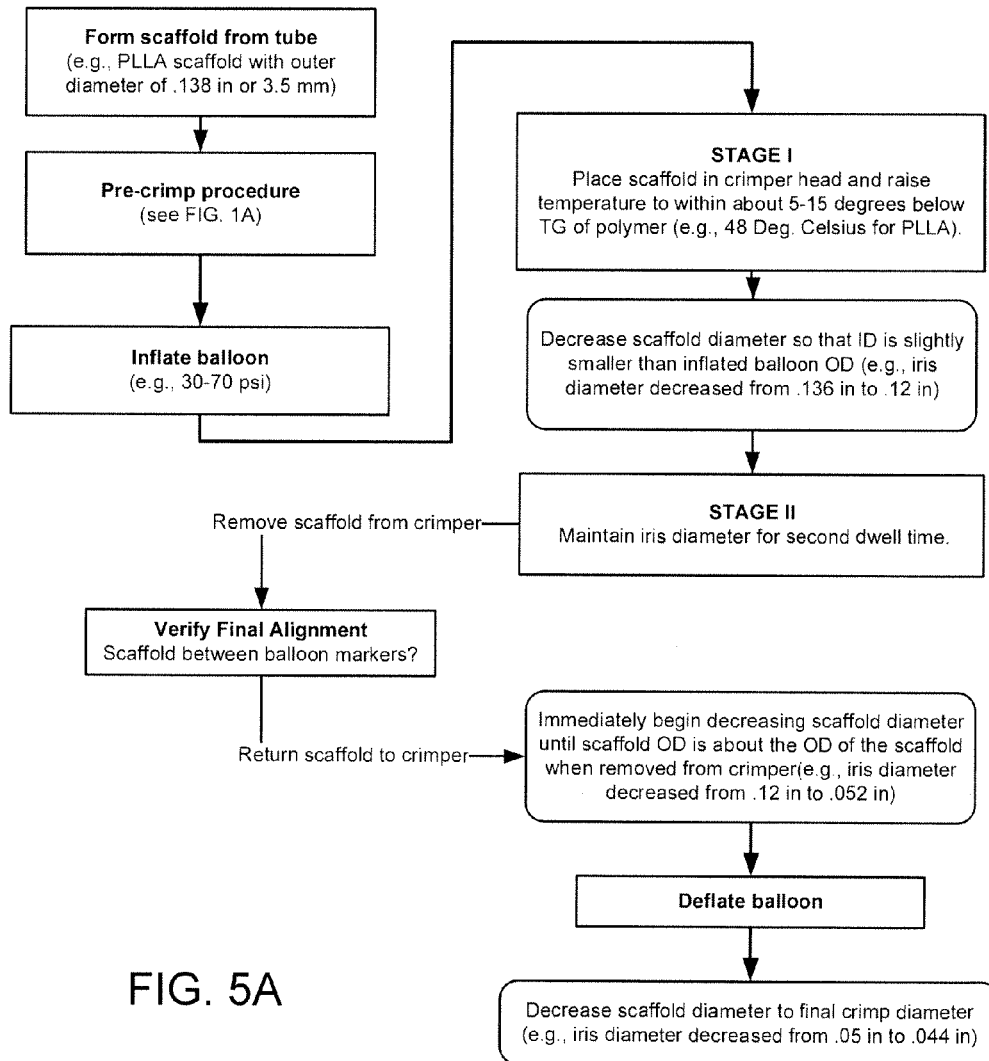 Form scaffold from tube
(e.g., PLLA scaffold with outer
diameter of .138 in or 3.5 mm)
Pre-crimp procedure
(see FIG. 1A)
Inflate balloon
(e.g., 30-70 psi)
STAGE I
Place scaffold in crimper head and raise
temperature to within about 5-15 degrees below
TG of polymer (e.g., 48 Deg. Celsius for PLLA).
Decrease scaffold diameter so that ID is slightly
smaller than inflated balloon OD (e.g., iris
diameter decreased from .136 in to .12 in)
STAGE II
Maintain iris diameter for second dwell time.
Remove scaffold from crimper
Verify Final Alignment
Scaffold between balloon markers?
Return scaffold to crimper
Immediately begin decreasing scaffold diameter
until scaffold OD is about the OD of the scaffold
when removed from crimper(e.g., iris diameter
decreased from .12 in to .052 in)
Deflate balloon
Decrease scaffold diameter to final crimp diameter
(e.g., iris diameter decreased from .05 in to .044 in)
FIG. 5A